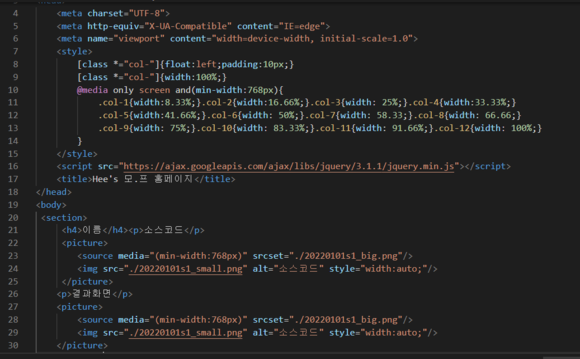 4 <meta charset="UTF-8">
5 <meta http-equiv="X-UA-Compatible" content="IE=edge">
6 <meta name="viewport" content="width=device-width, initial-scale=1.0">
7 <style>
8 [class *="col-"]{float:left;padding:10px;}
9 [class *="col-"]{width:100%;}
10 @media only screen and(min-width:768px){
11 .col-1{width:8.33%;}.col-2{width:16.66%;}.col-3{width: 25%;}.col-4{width:33.33%;}
12 .col-5{width:41.66%;}.col-6{width: 50%;}.col-7{width: 58.33;}.col-8{width: 66.66;}
13 .col-9{width: 75%;}.col-10{width: 83.33%;}.col-11{width: 91.66%;}.col-12{width: 100%;}
14 }
15 </style>
16 <script src="https://ajax.googleapis.com/ajax/libs/jquery/3.1.1/jquery.min.js"></script>
17 <title>Hee's 모.프 홈페이지</title>
18 </head>
19 <body>
20 <section>
21 <h4>이름</h4><p>소스코드</p>
22 <picture>
23 <source media="(min-width:768px)" srcset="./20220101s1_big.png"/>
24 <img src="./20220101s1_small.png" alt="소스코드" style="width:auto;"/>
25 </picture>
26 <p>결과화면</p>
27 <picture>
28 <source media="(min-width:768px)" srcset="./20220101s1_big.png"/>
29 <img src="./20220101s1_small.png" alt="소스코드" style="width:auto;"/>
30 </picture>